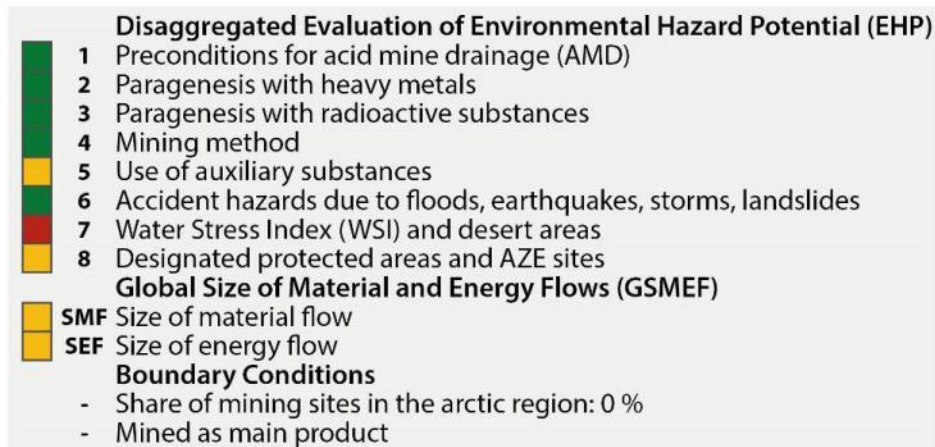 Disaggregated Evaluation of Environmental Hazard Potential (EHP)
1 Preconditions for acid mine drainage (AMD)
2 Paragenesis with heavy metals
3 Paragenesis with radioactive substances
4 Mining method
5 Use of auxiliary substances
6 Accident hazards due to floods, earthquakes, storms, landslides
7 Water Stress Index (WSI) and desert areas
8 Designated protected areas and AZE sites
Global Size of Material and Energy Flows (GSMEF)
SMF Size of material flow
SEF Size of energy flow
Boundary Conditions
- Share of mining sites in the arctic region: 0 %
- Mined as main product